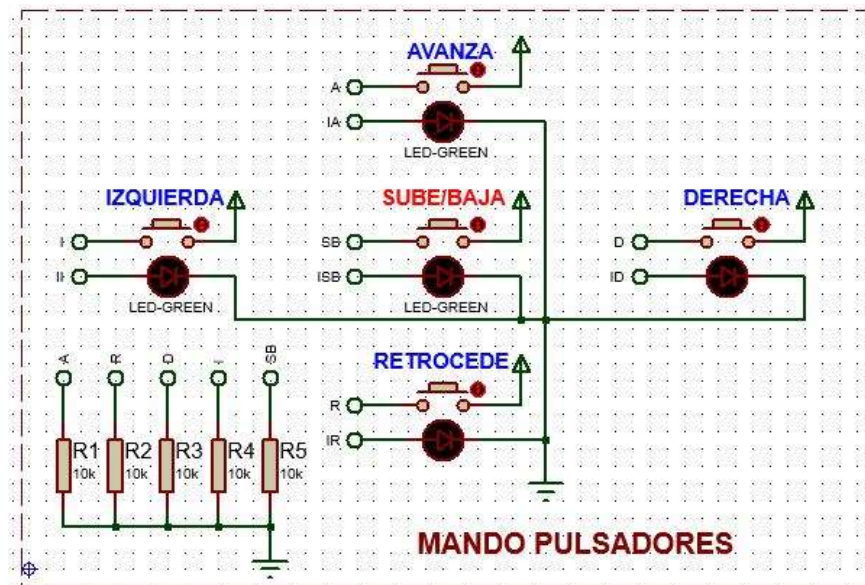 AVANZA
A
IA
LED-GREEN
IZQUIERDA
I
II
LED-GREEN
SUBE/BAJA
SB
ISB
LED-GREEN
DERECHA
D
ID
A
R
D
I
SB
R1
10k
R2
10k
R3
10k
R4
10k
R5
10k
RETROCEDE
R
IR
MANDO PULSADORES